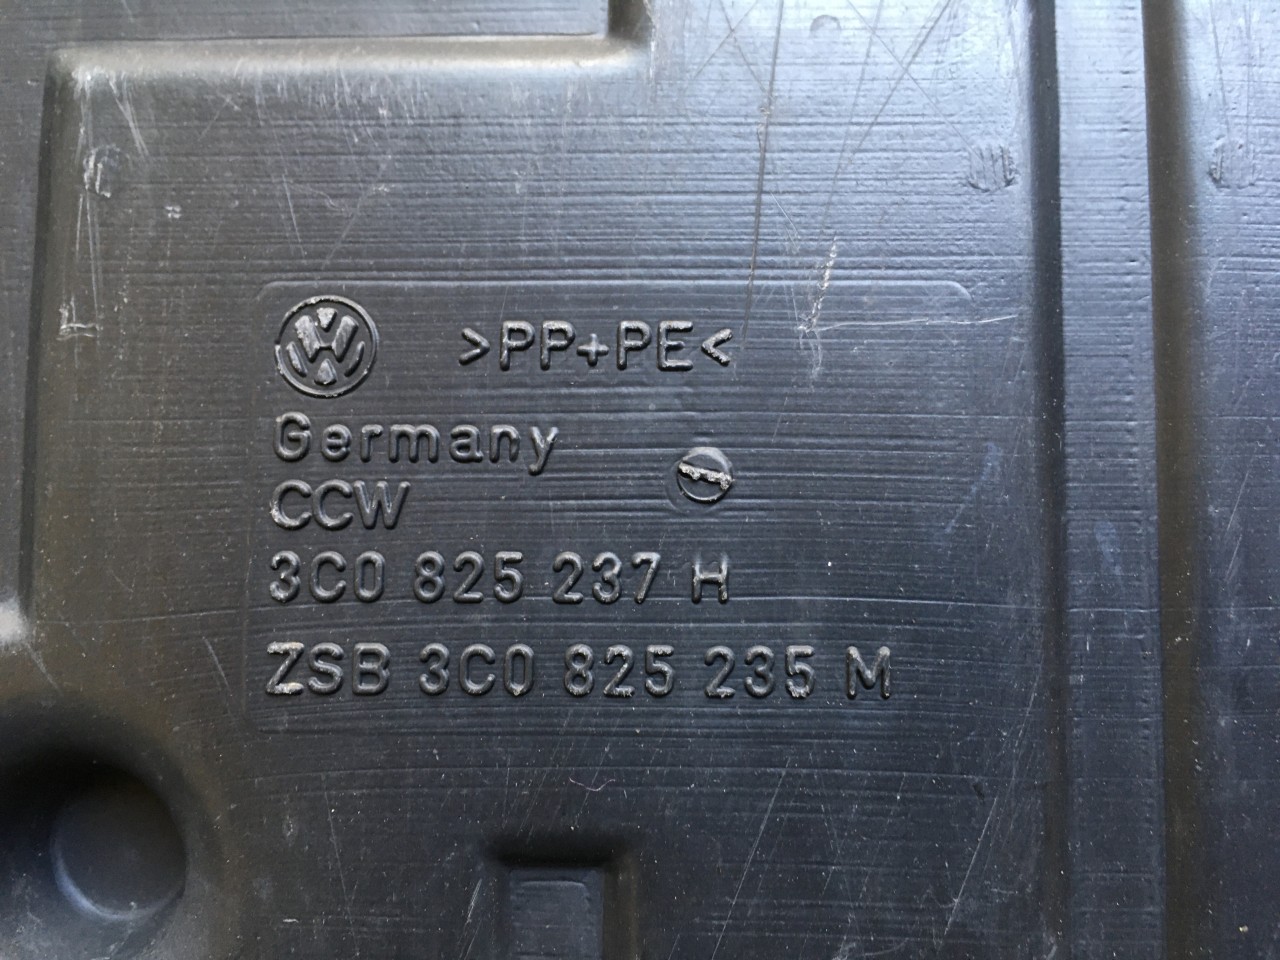 >PP+PE<
Germany
CCW
3C0 825 237 H
ZSB 3C0 825 235 M